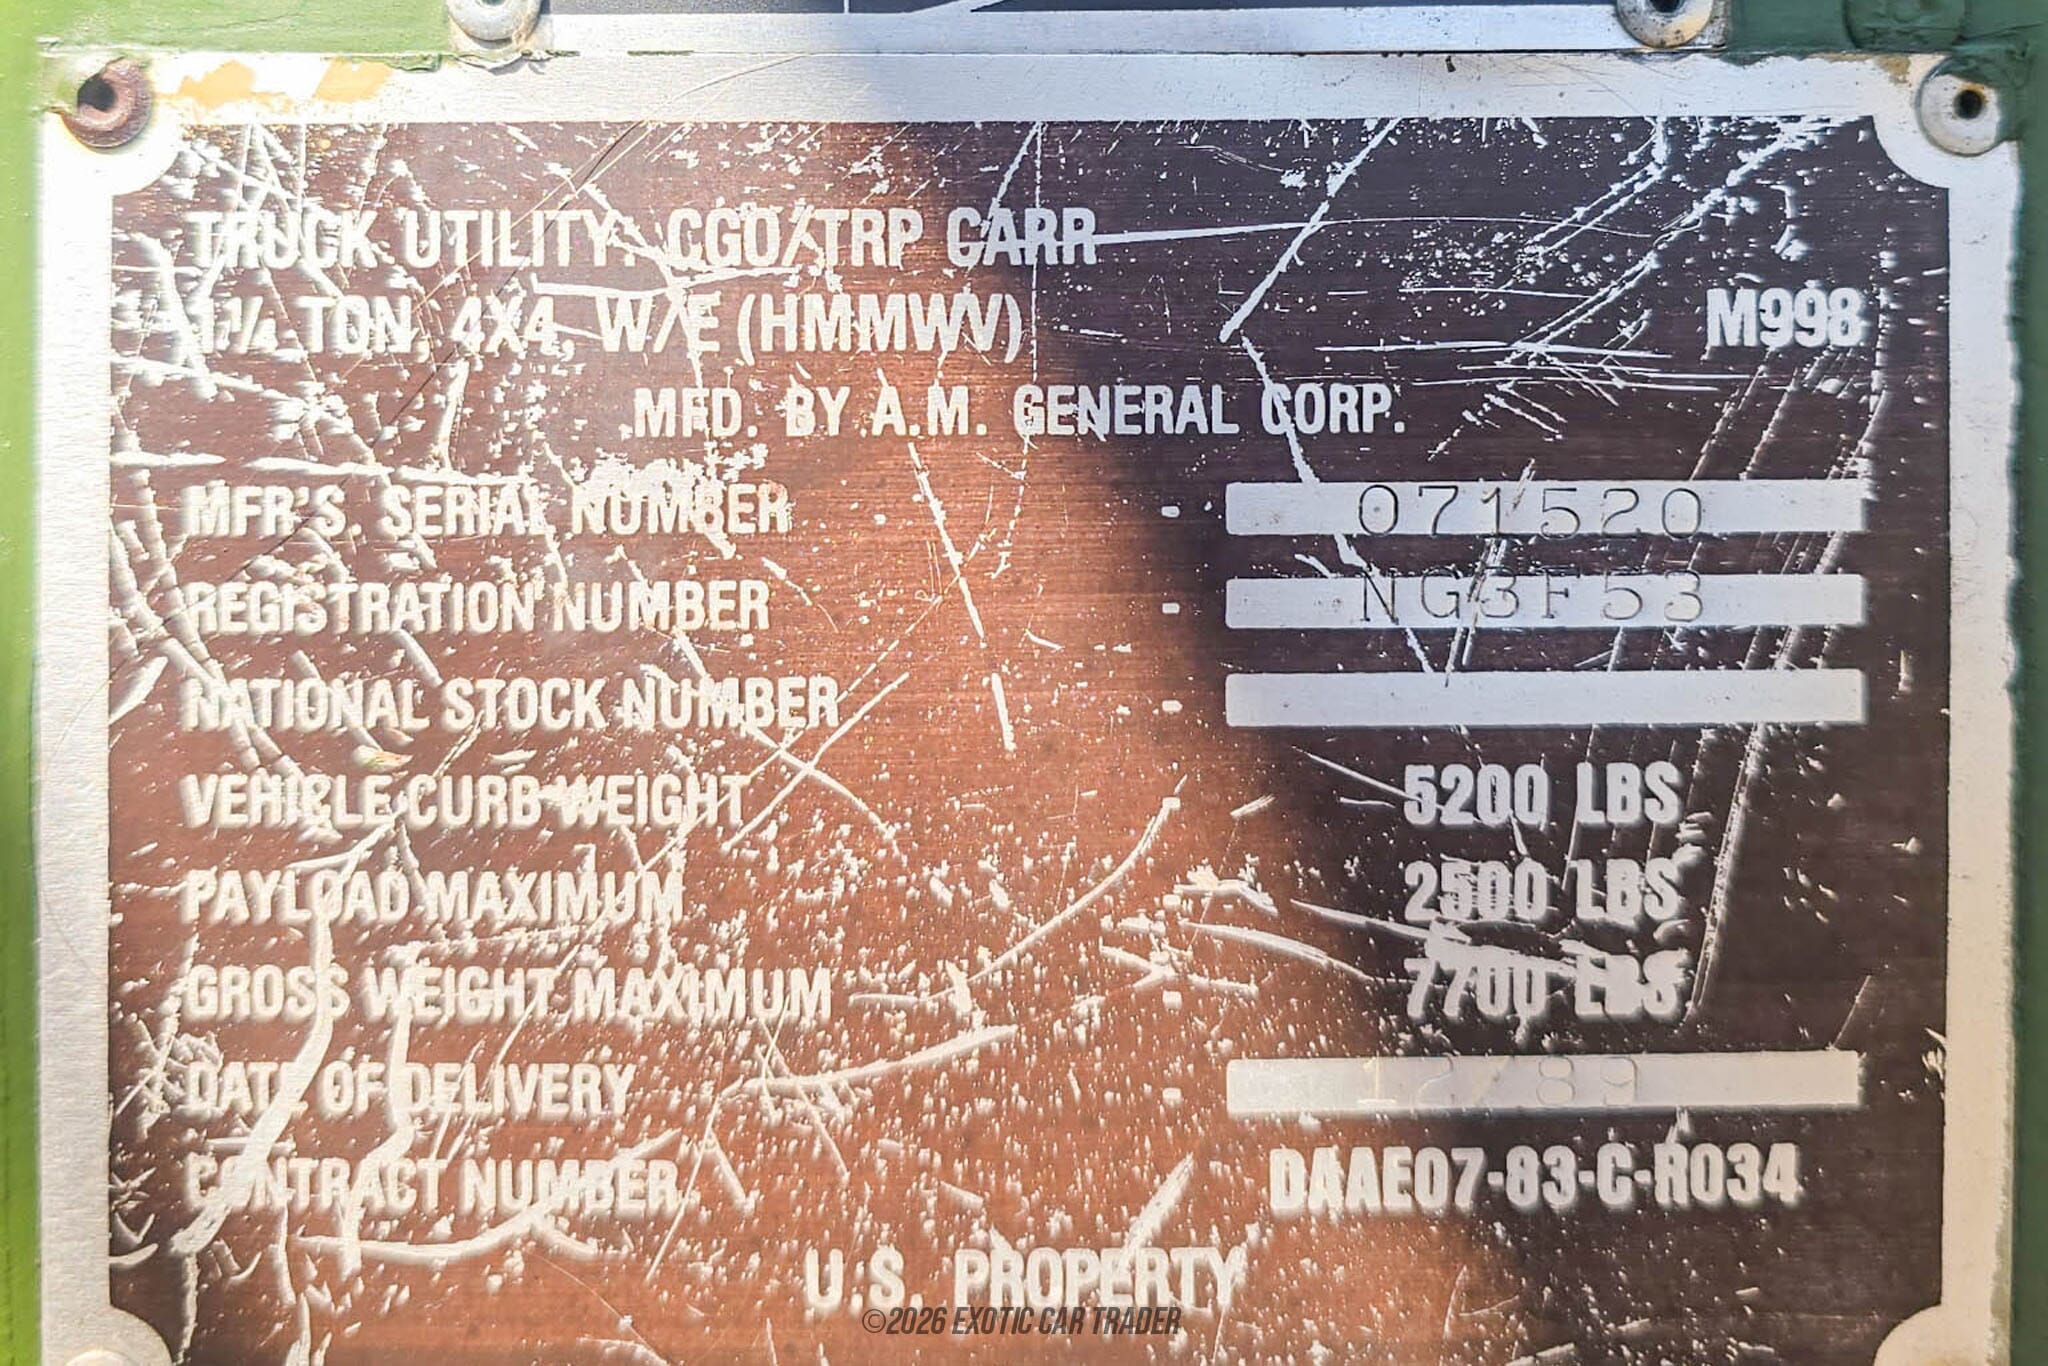 TRUCK UTILITY: CGO/TRP CARR
1 1/4 TON, 4X4, W/E (HMMWV) M998
MFD. BY A.M. GENERAL CORP.
MFR'S. SERIAL NUMBER - 071520
REGISTRATION NUMBER - NG3F53
NATIONAL STOCK NUMBER -
VEHICLE CURB WEIGHT - 5200 LBS
PAYLOAD MAXIMUM - 2500 LBS
GROSS WEIGHT MAXIMUM - 7700 LBS
DATE OF DELIVERY - 12/89
CONTRACT NUMBER DAAE07-83-C-R034
U.S. PROPERTY
©2026 EXOTIC CAR TRADER